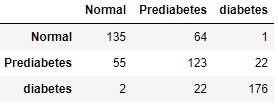 Normal Prediabetes diabetes
Normal 135 64 1
Prediabetes 55 123 22
diabetes 2 22 176